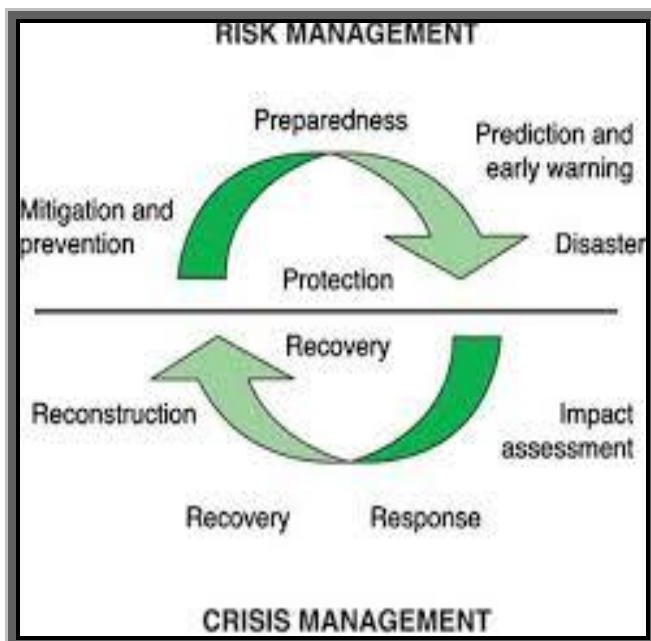 RISK MANAGEMENT
Preparedness
Prediction and
early warning
Mitigation and
prevention
Disaster
Protection
Recovery
Reconstruction
Impact
assessment
Recovery
Response
CRISIS MANAGEMENT